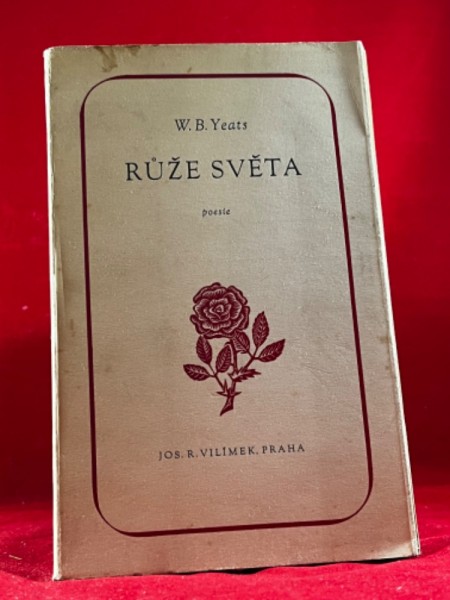 W. B. Yeats
RŮŽE SVĚTA
poesie
JOS. R. VILÍMEK, PRAHA